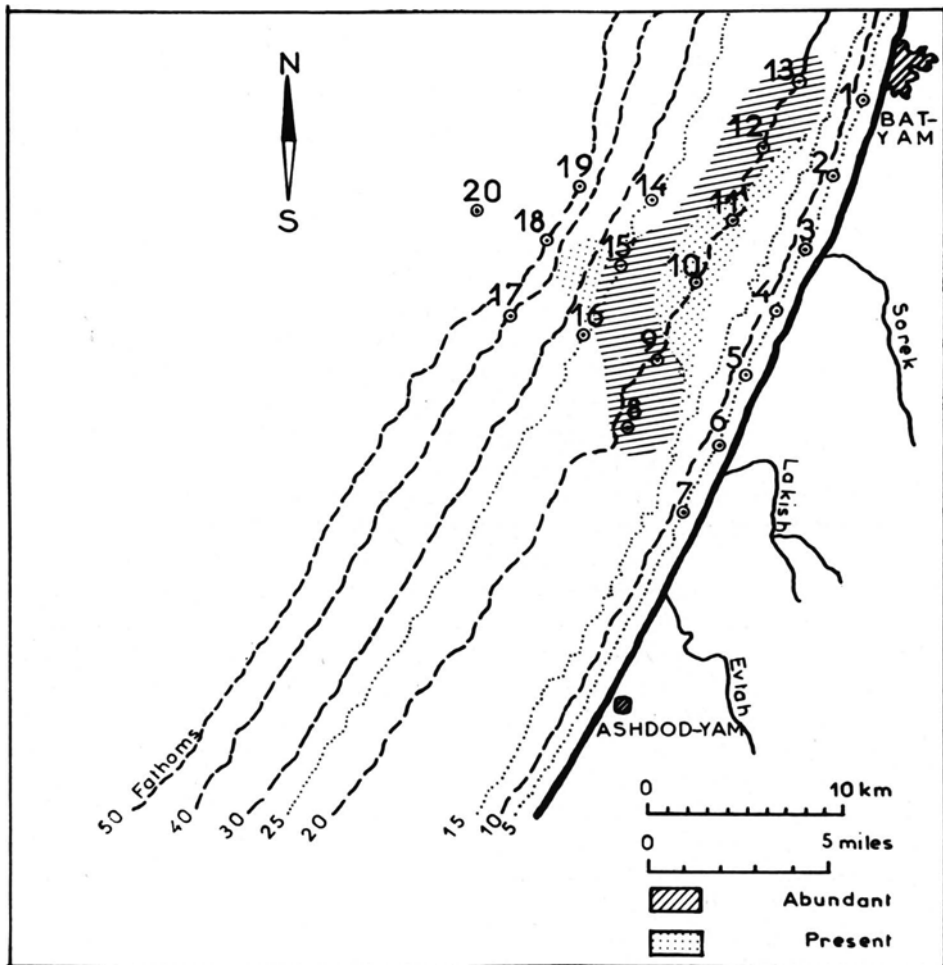 N
S
13
1
BAT-
YAM
12
2
19
14
20
11
3
18
15
10
4
17
16
9
5
Sorek
8
6
Lakish
7
Evlah
ASHDOD-YAM
Fathoms
50
40
30
25
20
15
10
5
0 10 km
0 5 miles
Abundant
Present